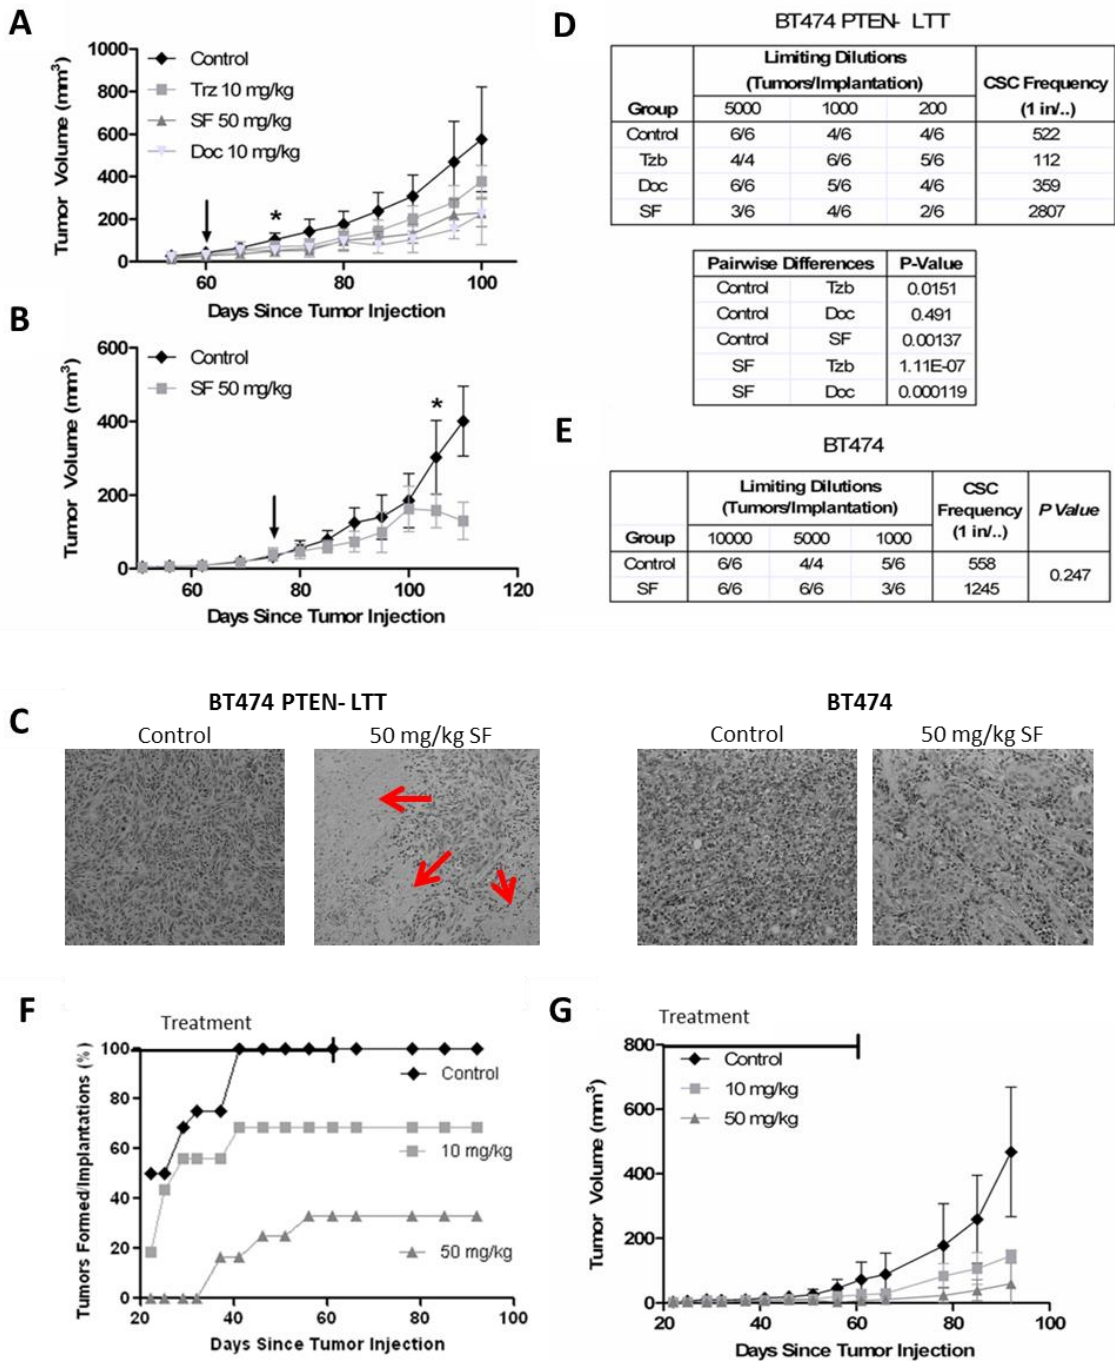 A
Tumor Volume (mm³)
1000
800
600
400
200
0
Control
Trz 10 mg/kg
SF 50 mg/kg
Doc 10 mg/kg
*
60
80
100
Days Since Tumor Injection
B
Tumor Volume (mm³)
600
400
200
0
Control
SF 50 mg/kg
*
60
80
100
120
Days Since Tumor Injection
D
BT474 PTEN- LTT
Limiting Dilutions
(Tumors/Implantation)
CSC Frequency
(1 in/..)
Group 5000 1000 200
Control 6/6 4/6 4/6 522
Tzb 4/4 6/6 5/6 112
Doc 6/6 5/6 4/6 359
SF 3/6 4/6 2/6 2807
Pairwise Differences P-Value
Control Tzb 0.0151
Control Doc 0.491
Control SF 0.00137
SF Tzb 1.11E-07
SF Doc 0.000119
E
BT474
Limiting Dilutions
(Tumors/Implantation)
CSC
Frequency
(1 in/..)
P Value
Group 10000 5000 1000
Control 6/6 4/4 5/6 558
SF 6/6 6/6 3/6 1245
0.247
C
BT474 PTEN- LTT
Control
50 mg/kg SF
BT474
Control
50 mg/kg SF
F
Treatment
Tumors Formed/Implantations (%)
100
80
60
40
20
0
Control
10 mg/kg
50 mg/kg
20
40
60
80
100
Days Since Tumor Injection
G
Treatment
Tumor Volume (mm³)
800
600
400
200
0
Control
10 mg/kg
50 mg/kg
20
40
60
80
100
Days Since Tumor Injection